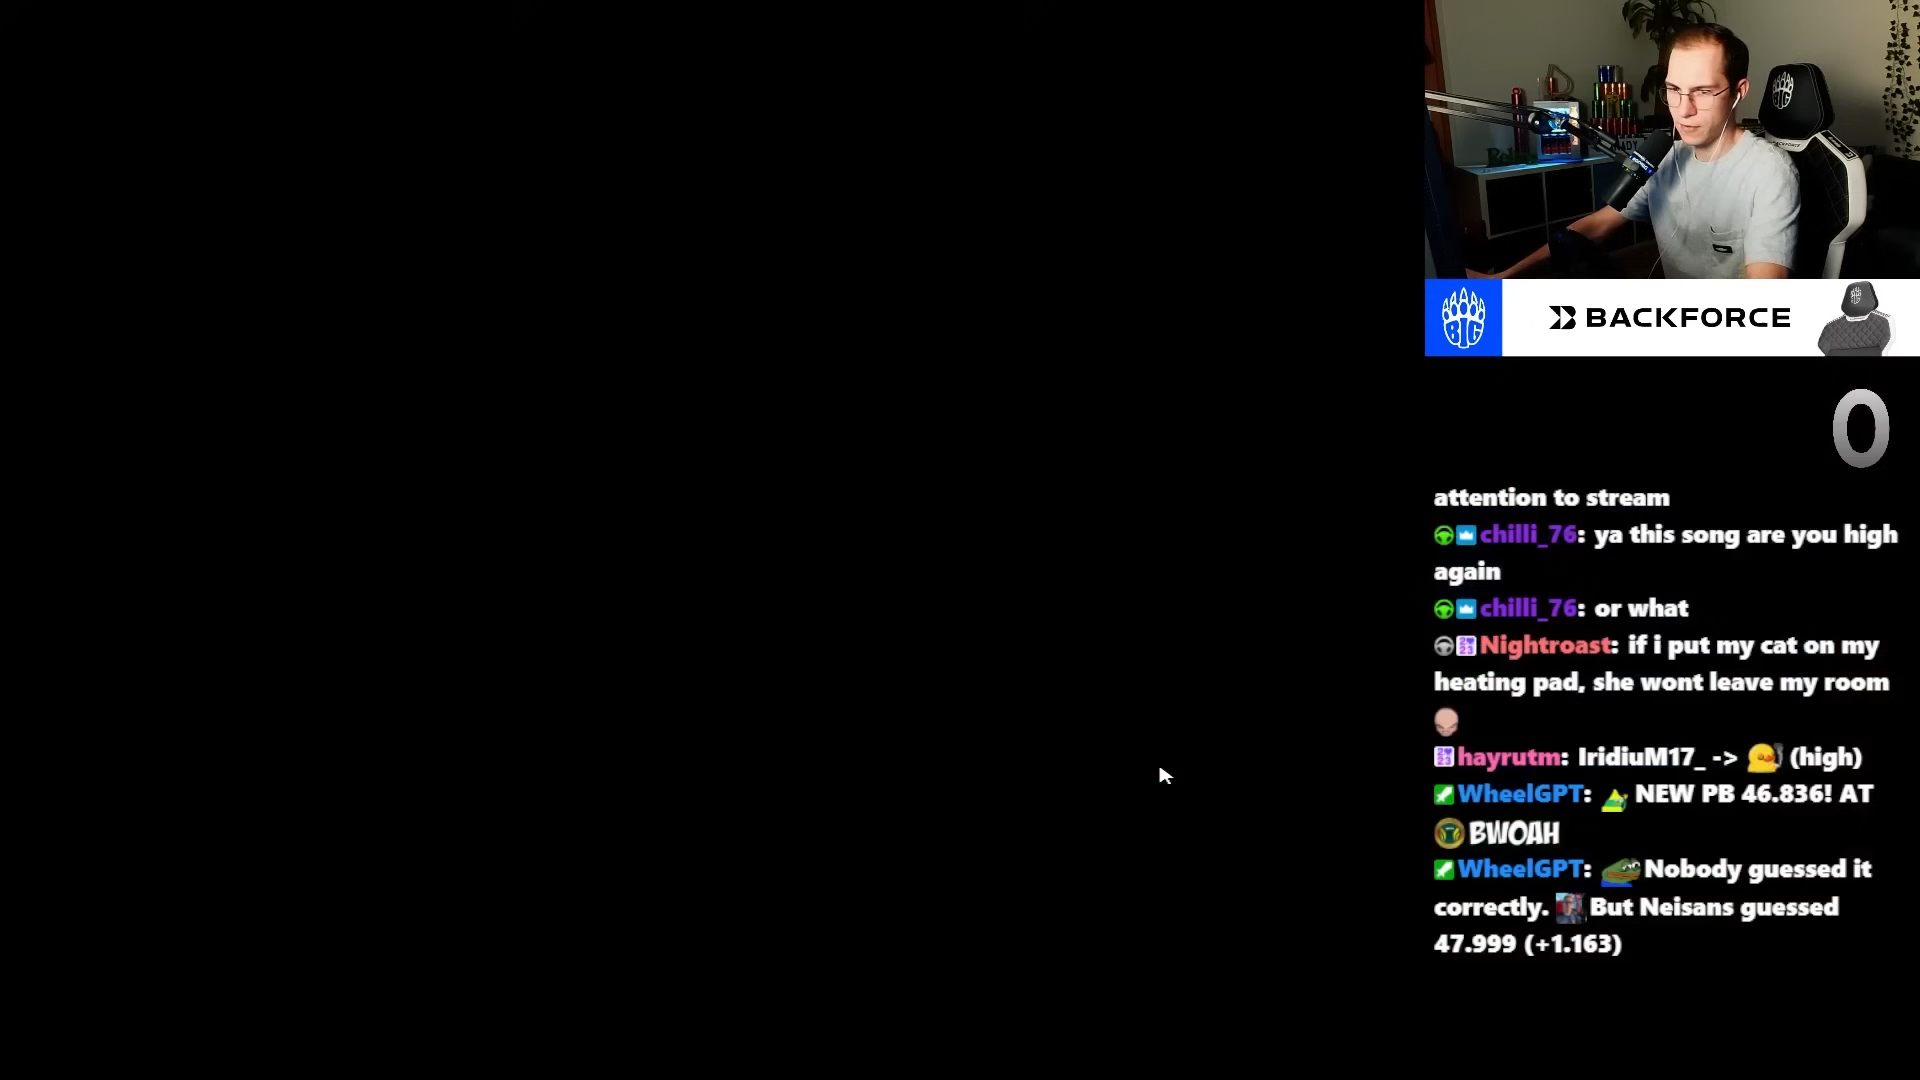 BACKFORCE
BIG
BACKFORCE
0
attention to stream
chilli_76: ya this song are you high
again
chilli_76: or what
Nightroast: if i put my cat on my
heating pad, she wont leave my room
hayrutm: IridiuM17_ -> (high)
WheelGPT: NEW PB 46.836! AT
BWOAH
WheelGPT: Nobody guessed it
correctly. But Neisans guessed
47.999 (+1.163)